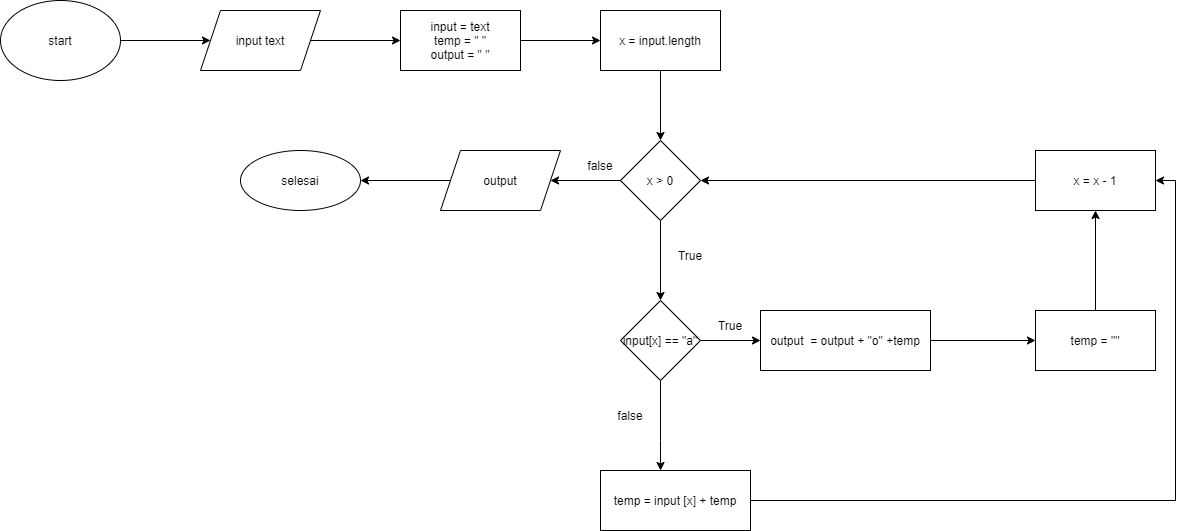 start
input text
input = text
temp = " "
output = " "
x = input.length
selesai
output
false
x > 0
x = x - 1
True
input[x] == "a"
True
output = output + "o" +temp
temp = ""
false
temp = input [x] + temp